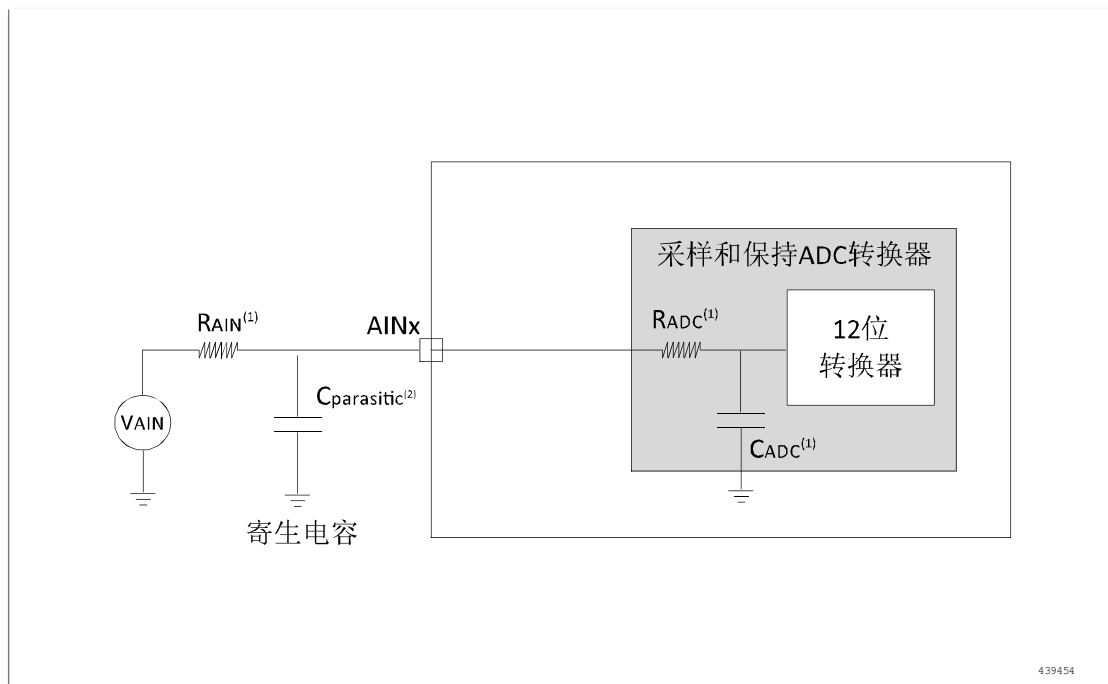 采样和保持ADC转换器
RAIN(1)
AINx
RADC(1)
12位
转换器
Cparasitic(2)
VAIN
CADC(1)
寄生电容
439454